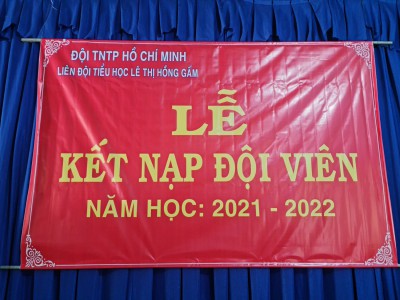 ĐỘI TNTP HỒ CHÍ MINH
LIÊN ĐỘI TIỂU HỌC LÊ THỊ HỒNG GẤM
LỄ
KẾT NẠP ĐỘI VIÊN
NĂM HỌC: 2021 - 2022